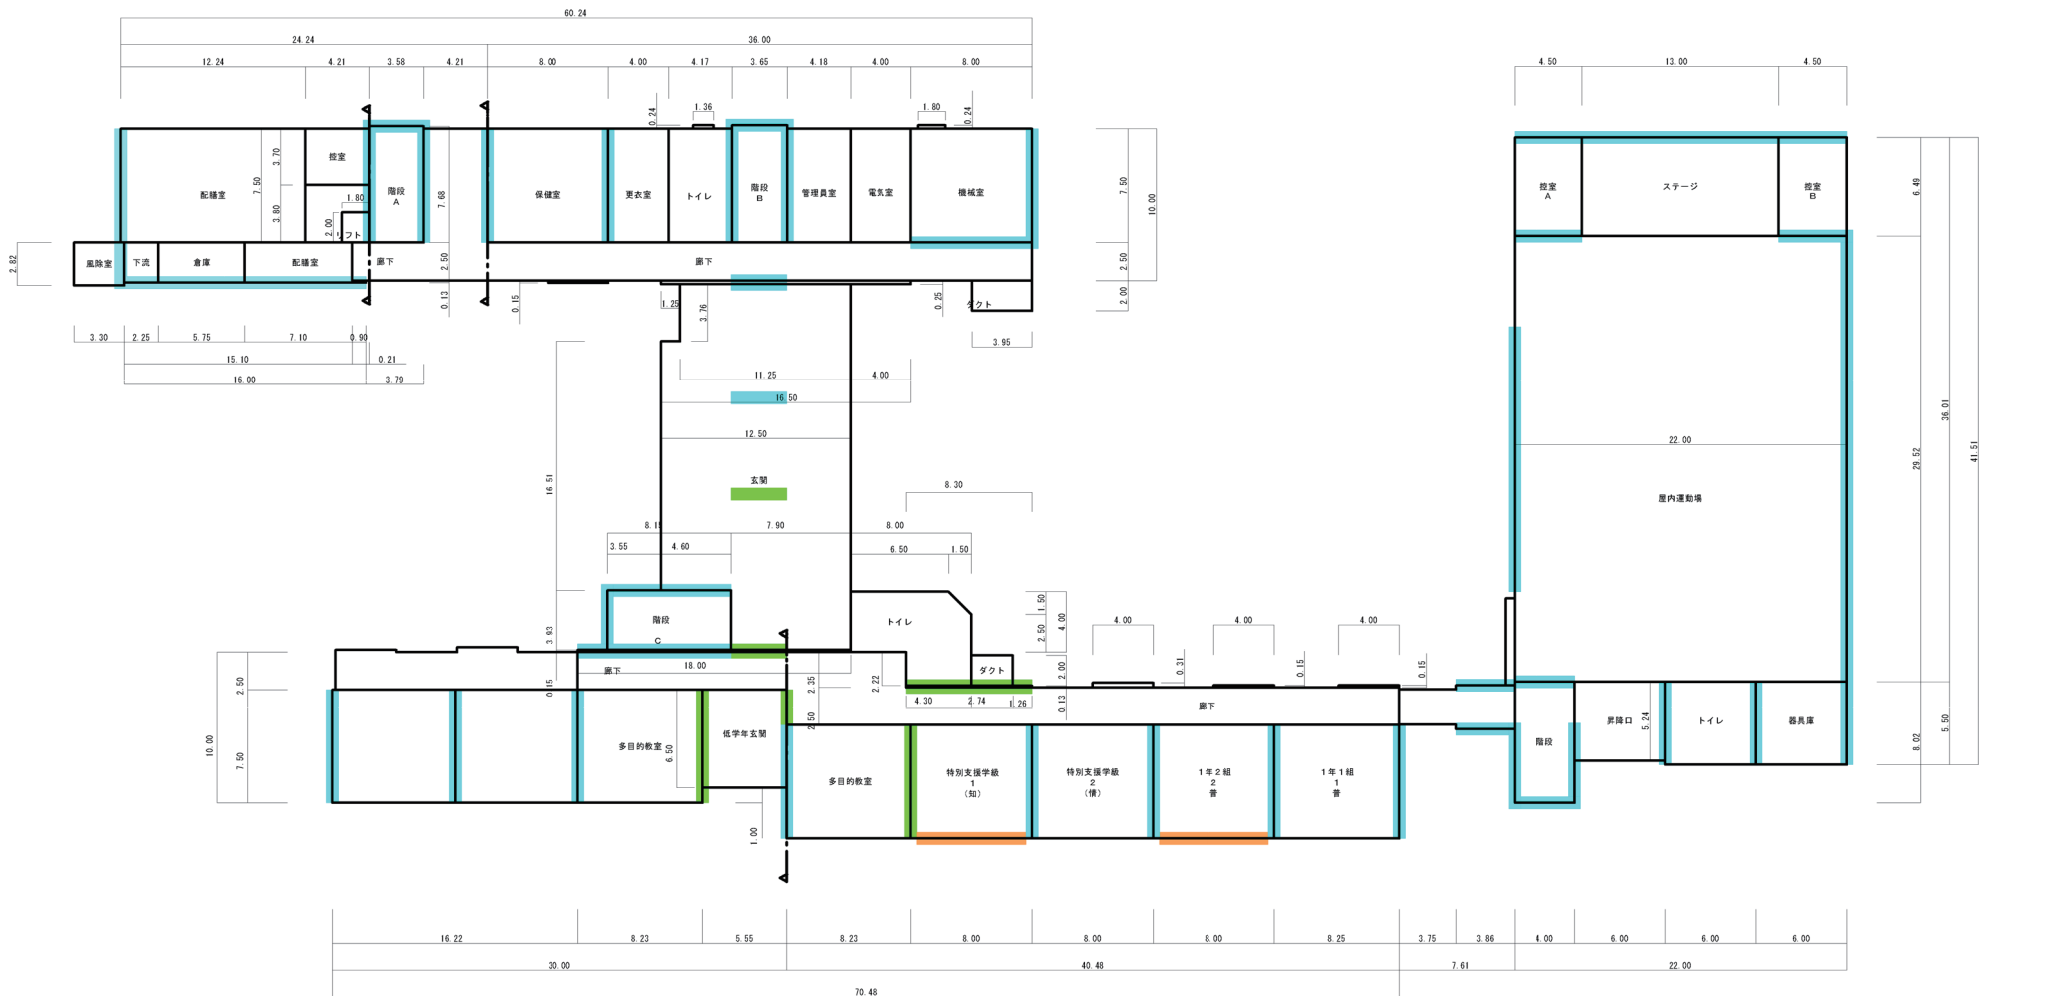 60.24
24.24
36.00
12.24
4.21
3.58
4.21
8.00
4.00
4.17
3.65
4.18
4.00
8.00
4.50
13.00
4.50
0.24
1.36
1.80
0.24
配膳室
7.50
3.70
3.80
控室
1.80
2.00
リフト
階段
A
7.68
保健室
更衣室
トイレ
階段
B
管理員室
電気室
機械室
7.50
10.00
控室
A
ステージ
控室
B
6.49
2.82
風除室
下流
倉庫
配膳室
廊下
2.50
廊下
2.50
0.13
0.15
1.25
3.76
0.25
ダクト
2.00
3.30
2.25
5.75
7.10
0.90
3.95
15.10
0.21
16.00
3.79
11.25
4.00
16.50
12.50
22.00
36.01
29.52
41.51
16.51
玄関
8.30
屋内運動場
8.15
7.90
8.00
3.55
4.60
6.50
1.50
階段
C
3.93
トイレ
1.50
2.50
4.00
4.00
4.00
4.00
廊下
18.00
0.15
2.35
2.22
ダクト
2.00
0.31
0.15
0.15
2.50
4.30
2.74
1.26
0.13
廊下
10.00
7.50
多目的教室
6.50
低学年玄関
2.50
階段
昇降口
5.24
トイレ
器具庫
8.02
5.50
多目的教室
特別支援学級
1
(知)
特別支援学級
2
(情)
1年2組
2
普
1年1組
1
普
1.00
16.22
8.23
5.55
8.23
8.00
8.00
8.00
8.25
3.75
3.86
4.00
6.00
6.00
6.00
30.00
40.48
7.61
22.00
70.48